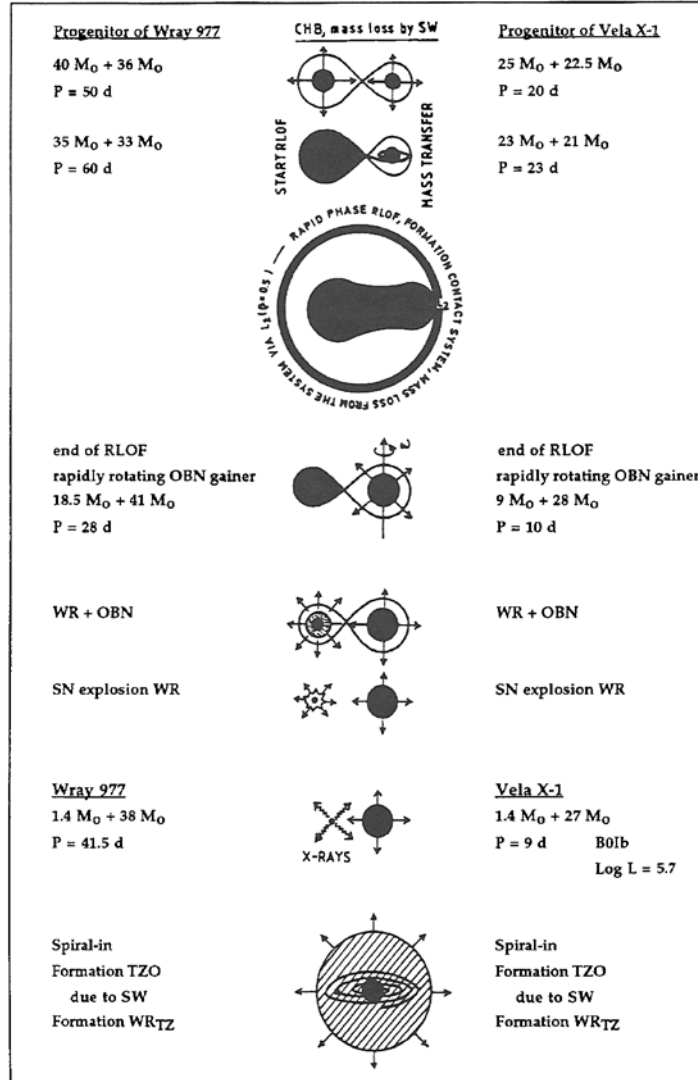 Progenitor of Wray 977
CHB, mass loss by SW
Progenitor of Vela X-1
40 M₀ + 36 M₀
P = 50 d
25 M₀ + 22.5 M₀
P = 20 d
35 M₀ + 33 M₀
P = 60 d
START RLOF
MASS TRANSFER
23 M₀ + 21 M₀
P = 23 d
RAPID PHASE RLOF, FORMATION CONTACT SYSTEM, MASS LOSS FROM THE SYSTEM VIA L₂ (β=0.5)
L₂
end of RLOF
rapidly rotating OBN gainer
18.5 M₀ + 41 M₀
P = 28 d
end of RLOF
rapidly rotating OBN gainer
9 M₀ + 28 M₀
P = 10 d
WR + OBN
WR + OBN
SN explosion WR
SN explosion WR
Wray 977
1.4 M₀ + 38 M₀
P = 41.5 d
X-RAYS
Vela X-1
1.4 M₀ + 27 M₀
P = 9 d B0Ib
Log L = 5.7
Spiral-in
Formation TZO
due to SW
Formation WR_TZ
Spiral-in
Formation TZO
due to SW
Formation WR_TZ